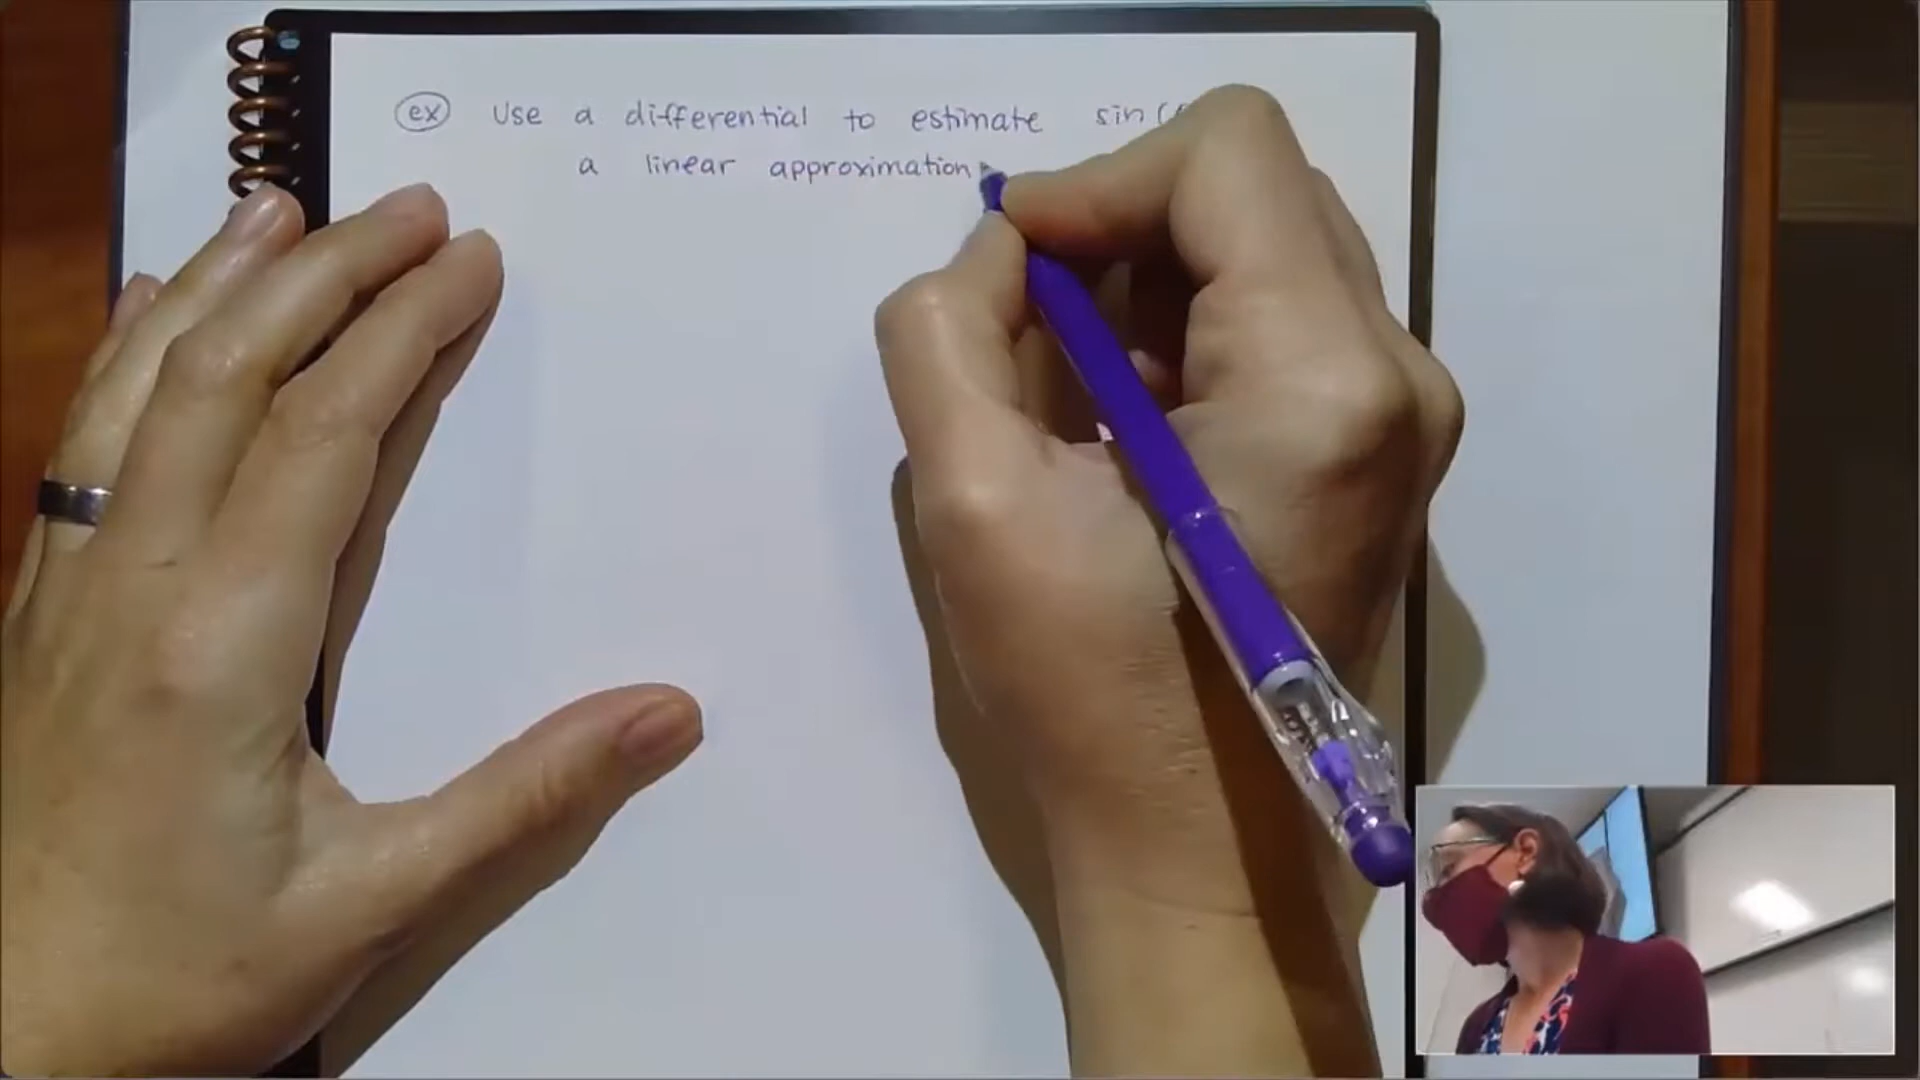 ex Use a differential to estimate sin (
a linear approximation